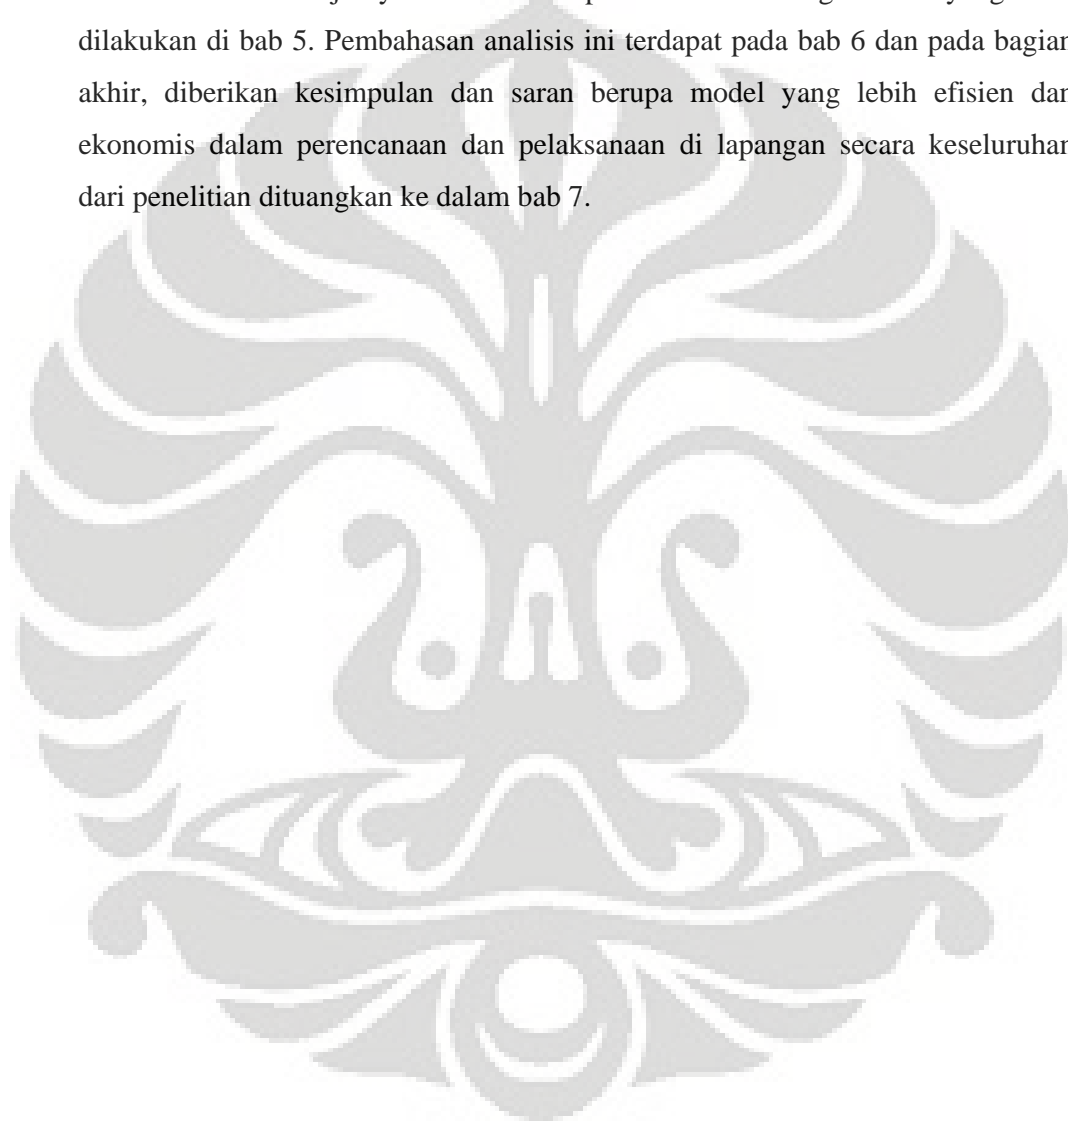 dilakukan di bab 5. Pembahasan analisis ini terdapat pada bab 6 dan pada bagian
akhir, diberikan kesimpulan dan saran berupa model yang lebih efisien dan
ekonomis dalam perencanaan dan pelaksanaan di lapangan secara keseluruhan
dari penelitian dituangkan ke dalam bab 7.